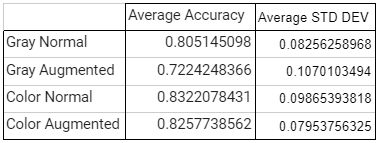 Average Accuracy Average STD DEV
Gray Normal 0.805145098 0.08256258968
Gray Augmented 0.7224248366 0.1070103494
Color Normal 0.8322078431 0.09865393818
Color Augmented 0.8257738562 0.07953756325